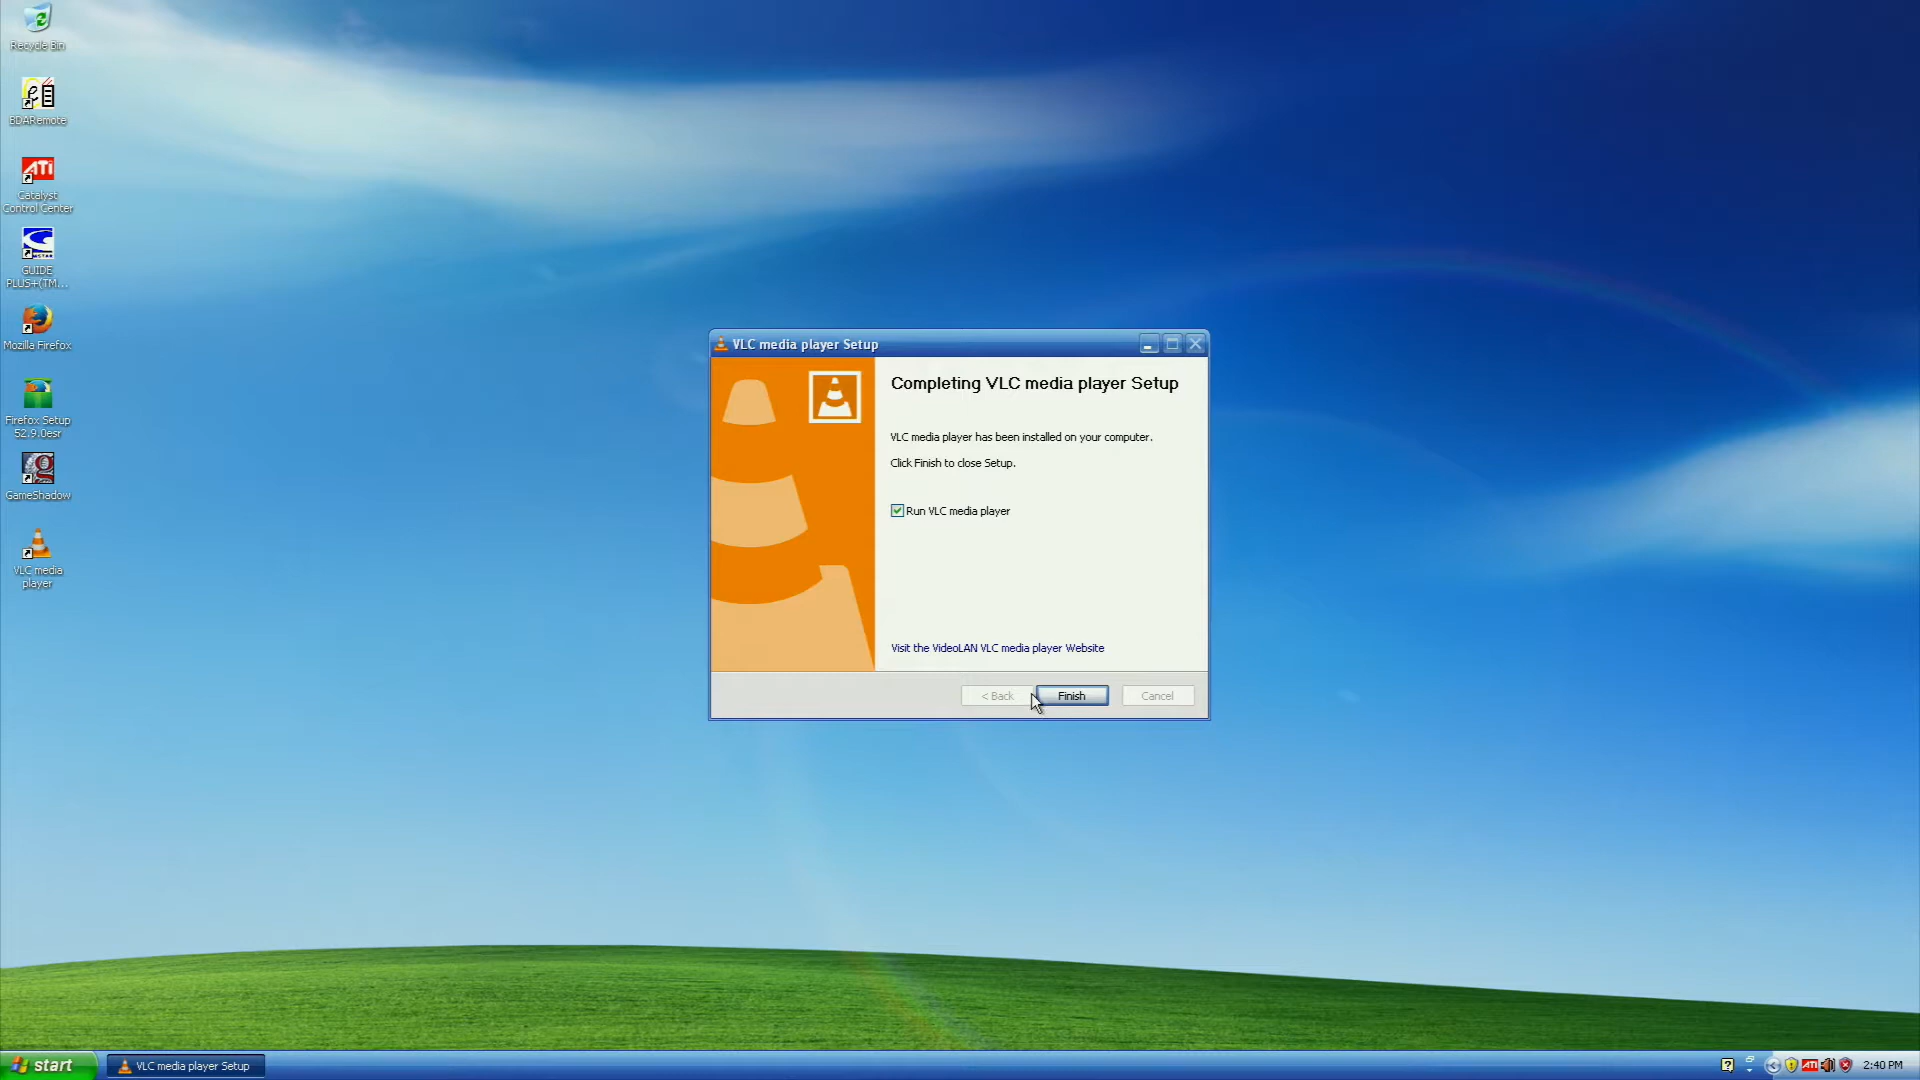 Recycle Bin
BDARemote
ATi
Catalyst
Control Center
GUIDE
PLUS+(TM...
Mozilla Firefox
Firefox Setup
52.9.0esr
GameShadow
VLC media
player
VLC media player Setup
Completing VLC media player Setup
VLC media player has been installed on your computer.
Click Finish to close Setup.
Run VLC media player
Visit the VideoLAN VLC media player Website
< Back
Finish
Cancel
start
VLC media player Setup
ATI
2:40 PM